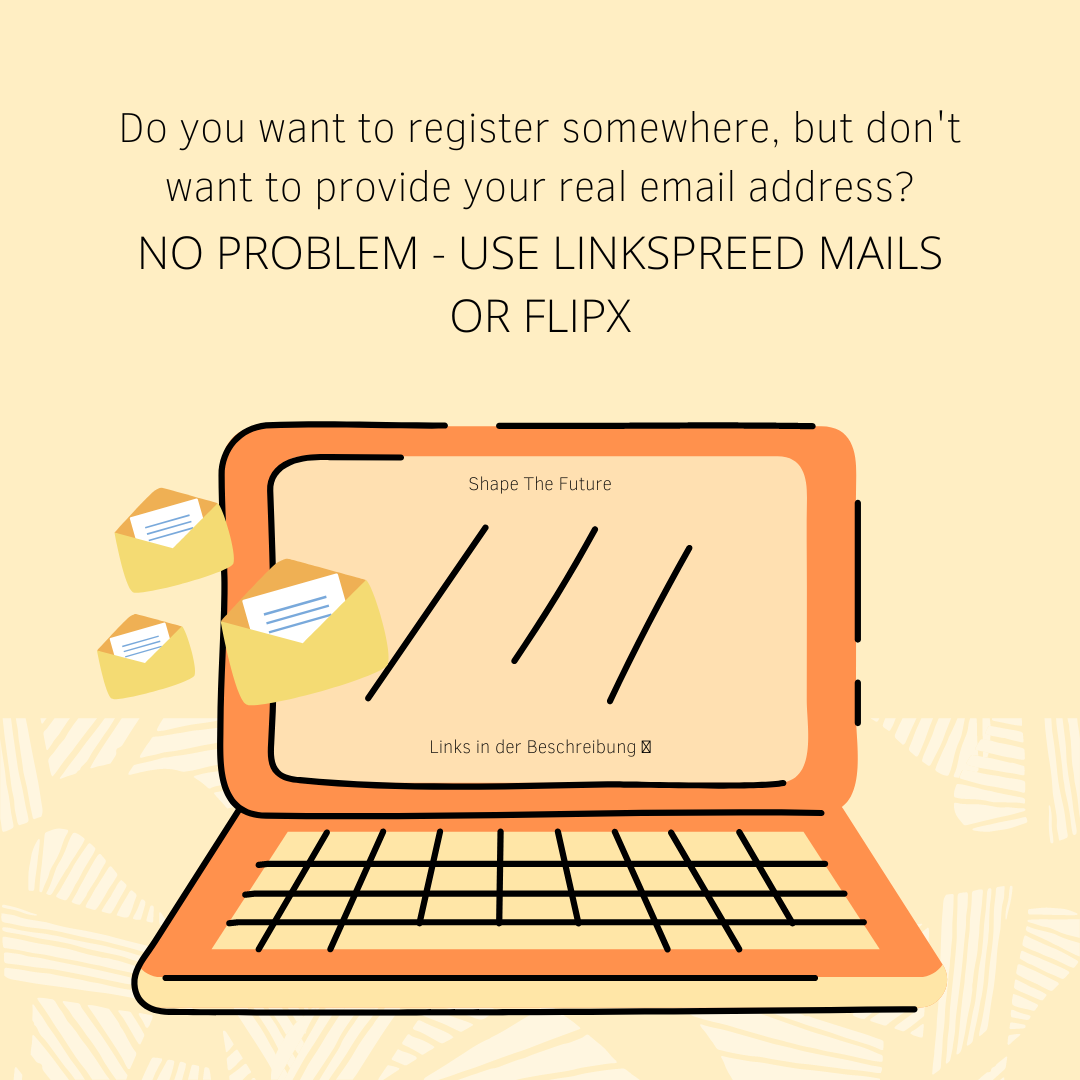 Do you want to register somewhere, but don't
want to provide your real email address?
NO PROBLEM - USE LINKSPREED MAILS
OR FLIPX
Shape The Future
Links in der Beschreibung